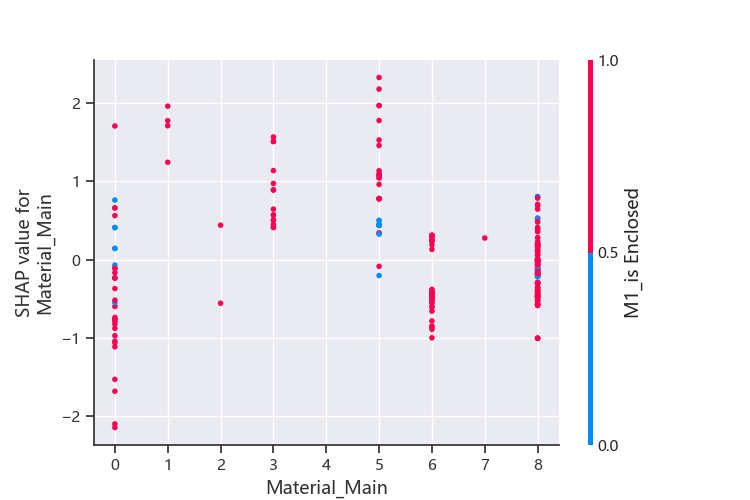 2
1
0
−1
−2
SHAP value for
Material_Main
0 1 2 3 4 5 6 7 8
Material_Main
1.0
0.5
0.0
M1_is Enclosed